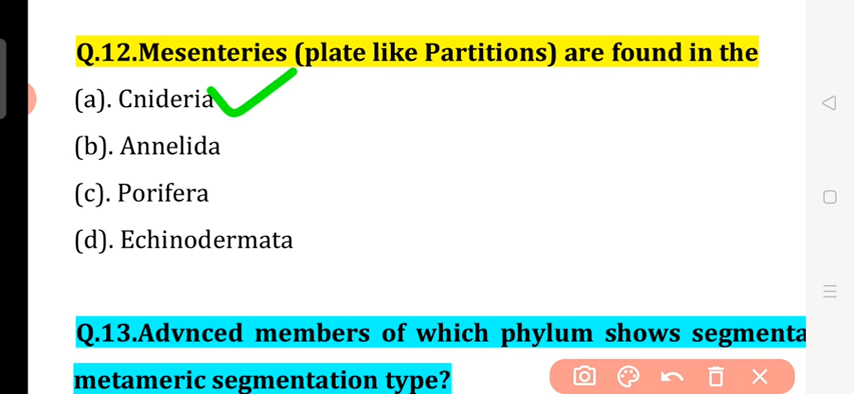 Q.12.Mesenteries (plate like Partitions) are found in the
(a). Cnideria
(b). Annelida
(c). Porifera
(d). Echinodermata
Q.13.Advnced members of which phylum shows segmenta
metameric segmentation type?